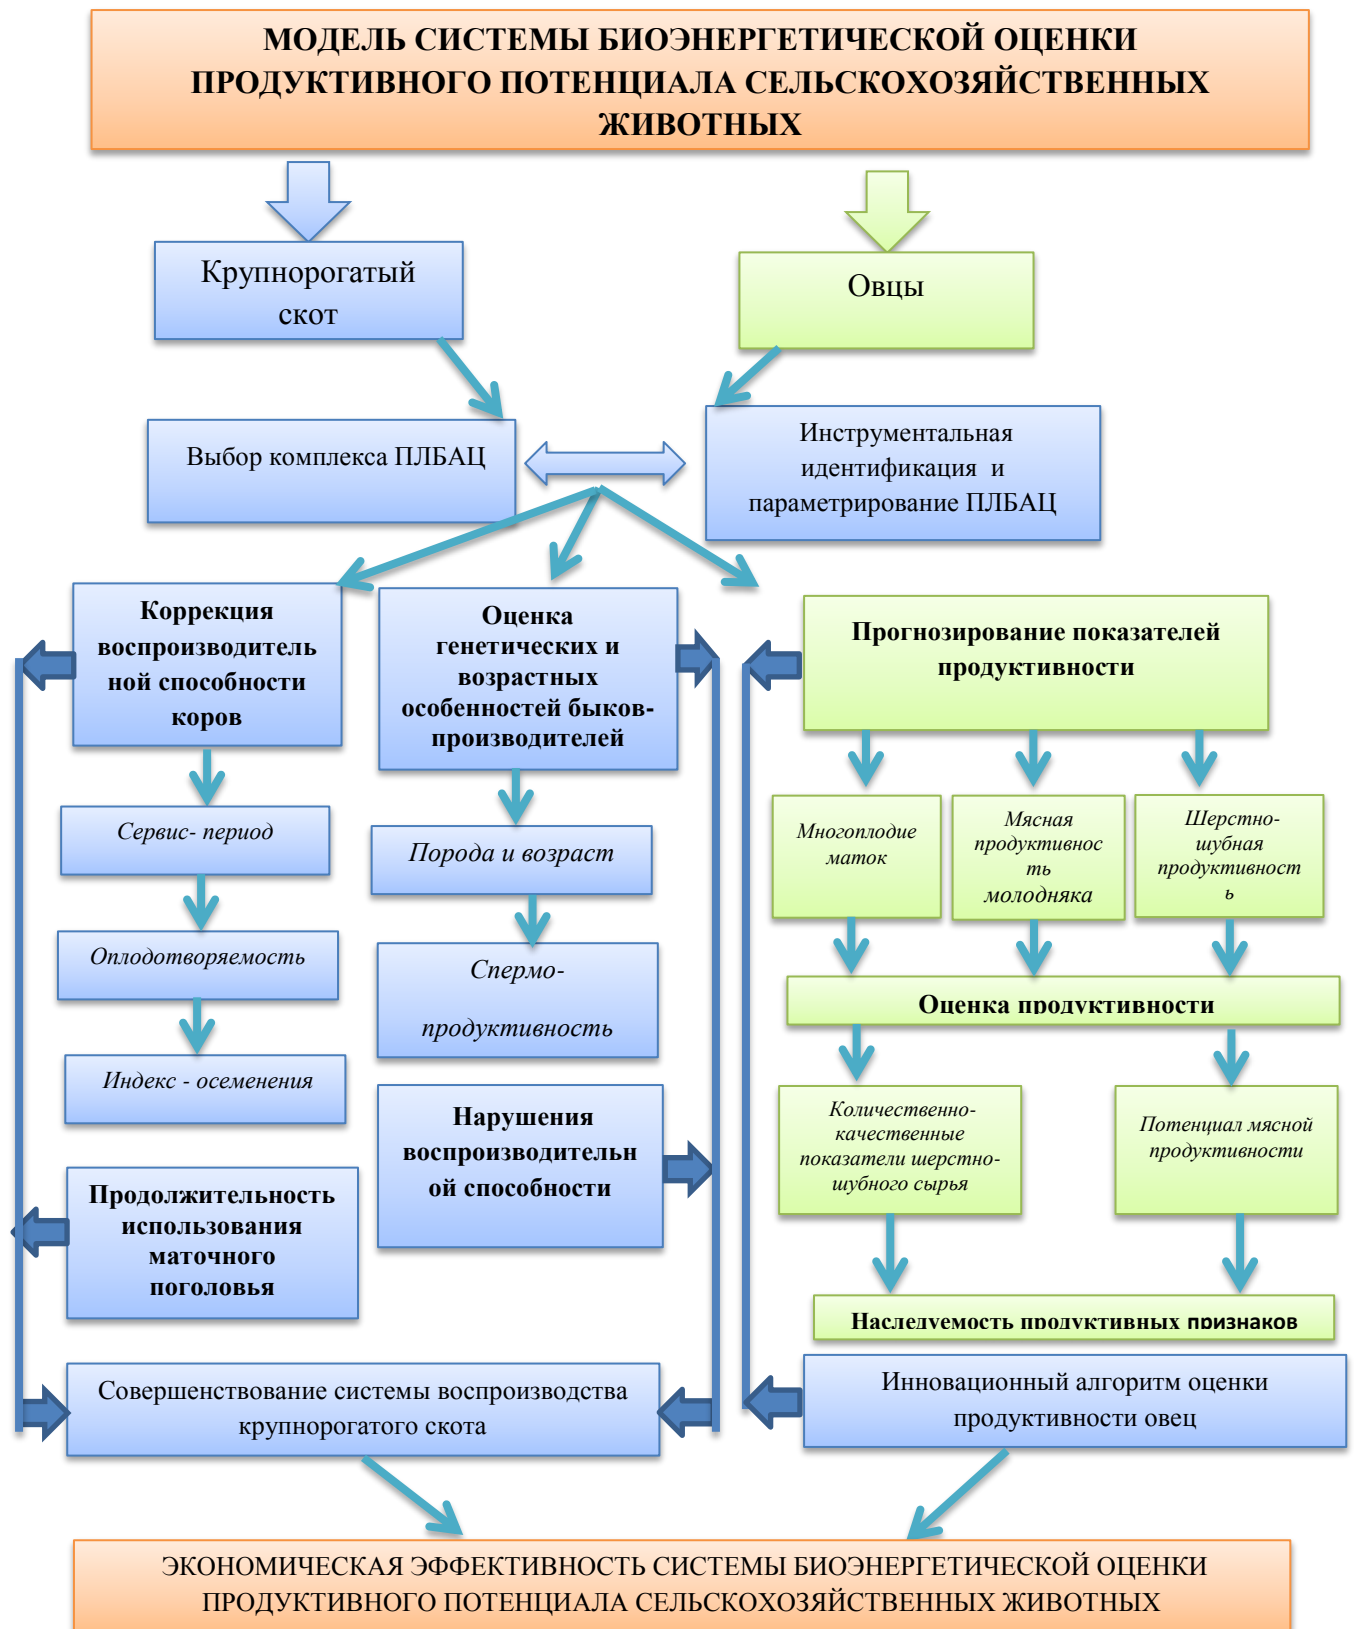 МОДЕЛЬ СИСТЕМЫ БИОЭНЕРГЕТИЧЕСКОЙ ОЦЕНКИ
ПРОДУКТИВНОГО ПОТЕНЦИАЛА СЕЛЬСКОХОЗЯЙСТВЕННЫХ
ЖИВОТНЫХ
Крупнорогатый
скот
Овцы
Выбор комплекса ПЛБАЦ
Инструментальная
идентификация и
параметрирование ПЛБАЦ
Коррекция
воспроизводитель
ной способности
коров
Оценка
генетических и
возрастных
особенностей быков-
производителей
Прогнозирование показателей
продуктивности
Сервис- период
Порода и возраст
Многоплодие
маток
Мясная
продуктивнос
ть
молодняка
Шерстно-
шубная
продуктивност
ь
Оплодотворяемость
Спермо-
продуктивность
Оценка продуктивности
Индекс - осеменения
Нарушения
воспроизводительн
ой способности
Количественно-
качественные
показатели шерстно-
шубного сырья
Потенциал мясной
продуктивности
Продолжительность
использования
маточного
поголовья
Наследуемость продуктивных признаков
Совершенствование системы воспроизводства
крупнорогатого скота
Инновационный алгоритм оценки
продуктивности овец
ЭКОНОМИЧЕСКАЯ ЭФФЕКТИВНОСТЬ СИСТЕМЫ БИОЭНЕРГЕТИЧЕСКОЙ ОЦЕНКИ
ПРОДУКТИВНОГО ПОТЕНЦИАЛА СЕЛЬСКОХОЗЯЙСТВЕННЫХ ЖИВОТНЫХ